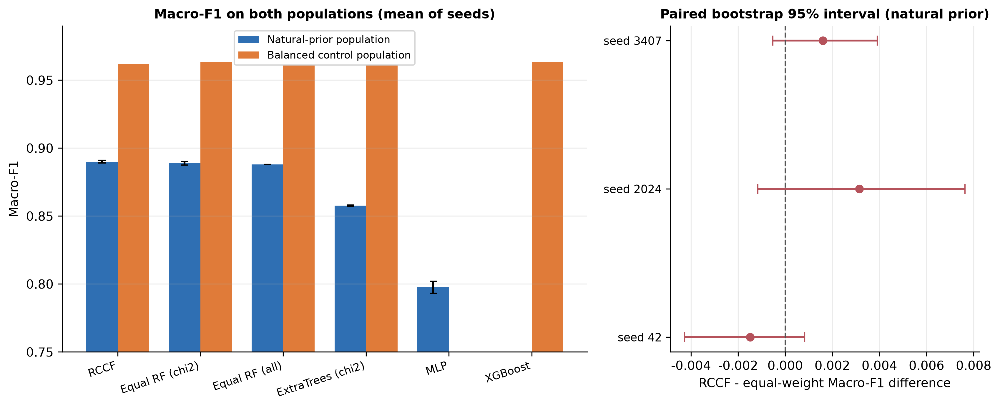 Macro-F1 on both populations (mean of seeds)
Natural-prior population
Balanced control population
Macro-F1
0.95
0.90
0.85
0.80
0.75
RCCF
Equal RF (chi2)
Equal RF (all)
ExtraTrees (chi2)
MLP
XGBoost
Paired bootstrap 95% interval (natural prior)
seed 3407
seed 2024
seed 42
-0.004 -0.002 0.000 0.002 0.004 0.006 0.008
RCCF - equal-weight Macro-F1 difference